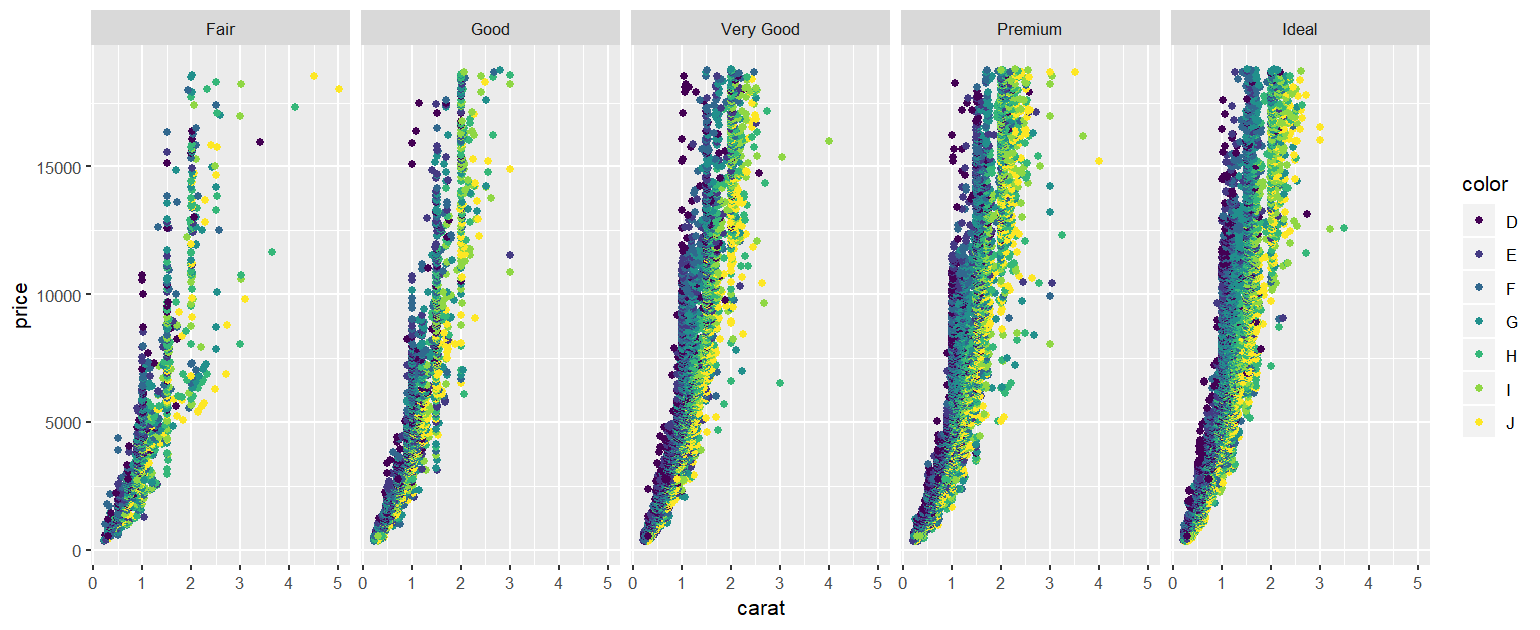 Fair Good Very Good Premium Ideal
price
15000
10000
5000
0
0 1 2 3 4 5 0 1 2 3 4 5 0 1 2 3 4 5 0 1 2 3 4 5 0 1 2 3 4 5
carat
color
D
E
F
G
H
I
J